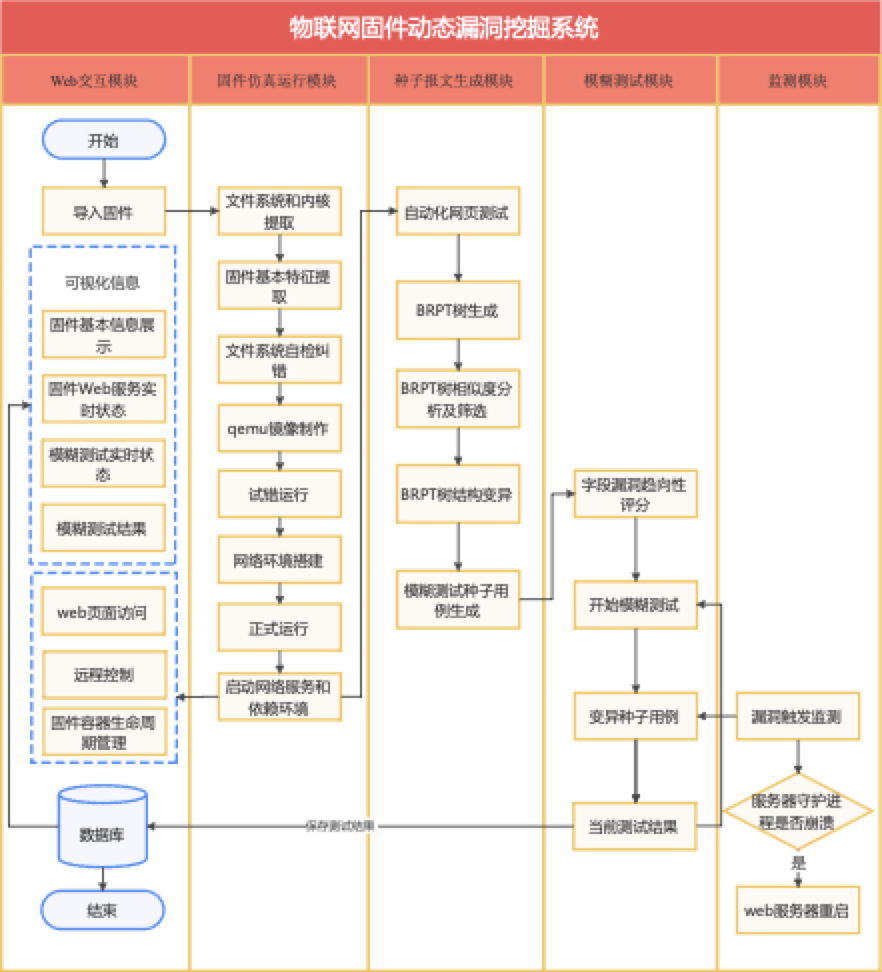 物联网固件动态漏洞挖掘系统
Web交互模块
固件仿真运行模块
种子报文生成模块
模糊测试模块
监测模块
开始
导入固件
可视化信息
固件基本信息展
示
固件Web服务实
时状态
模糊测试实时状
态
模糊测试结果
web页面访问
远程控制
固件容器生命周
期管理
数据库
结束
文件系统和内核
提取
固件基本特征提
取
文件系统自检纠
错
qemu镜像制作
试错运行
网络环境搭建
正式运行
启动网络服务和
依赖环境
自动化网页测试
BRPT树生成
BRPT树相似度分
析及筛选
BRPT树结构变异
模糊测试种子用
例生成
字段漏洞趋向性
评分
开始模糊测试
变异种子用例
当前测试结果
保存测试结果
漏洞触发监测
服务器守护进
程是否崩溃
是
web服务器重启